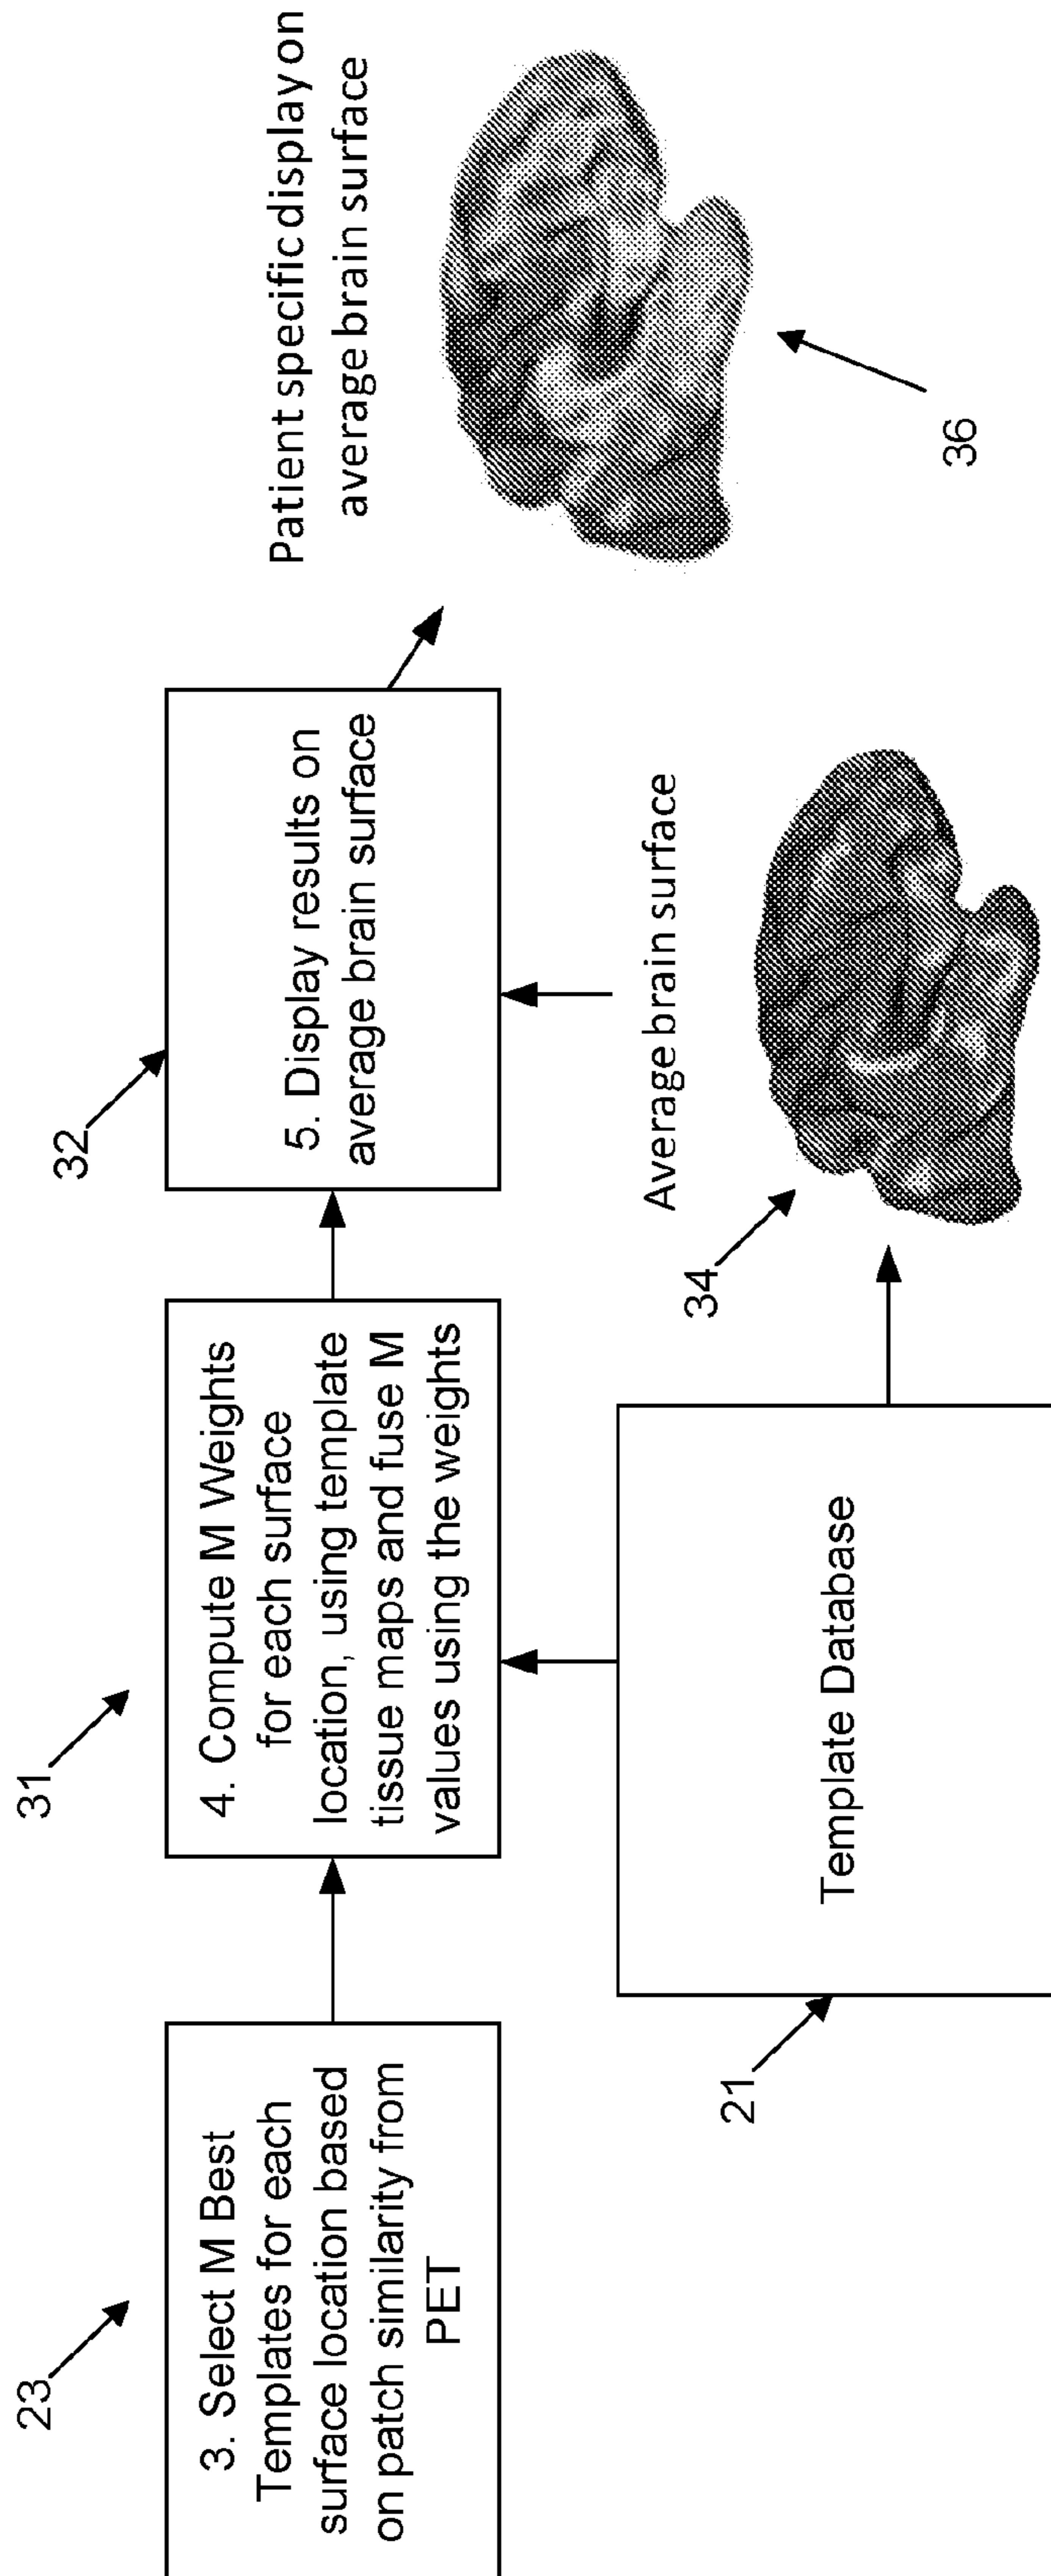 23
3. Select M Best
Templates for each
surface location based
on patch similarity from
PET
31
4. Compute M Weights
for each surface
location, using template
tissue maps and fuse M
values using the weights
32
5. Display results on
average brain surface
Patient specific display on
average brain surface
36
21
Template Database
34
Average brain surface